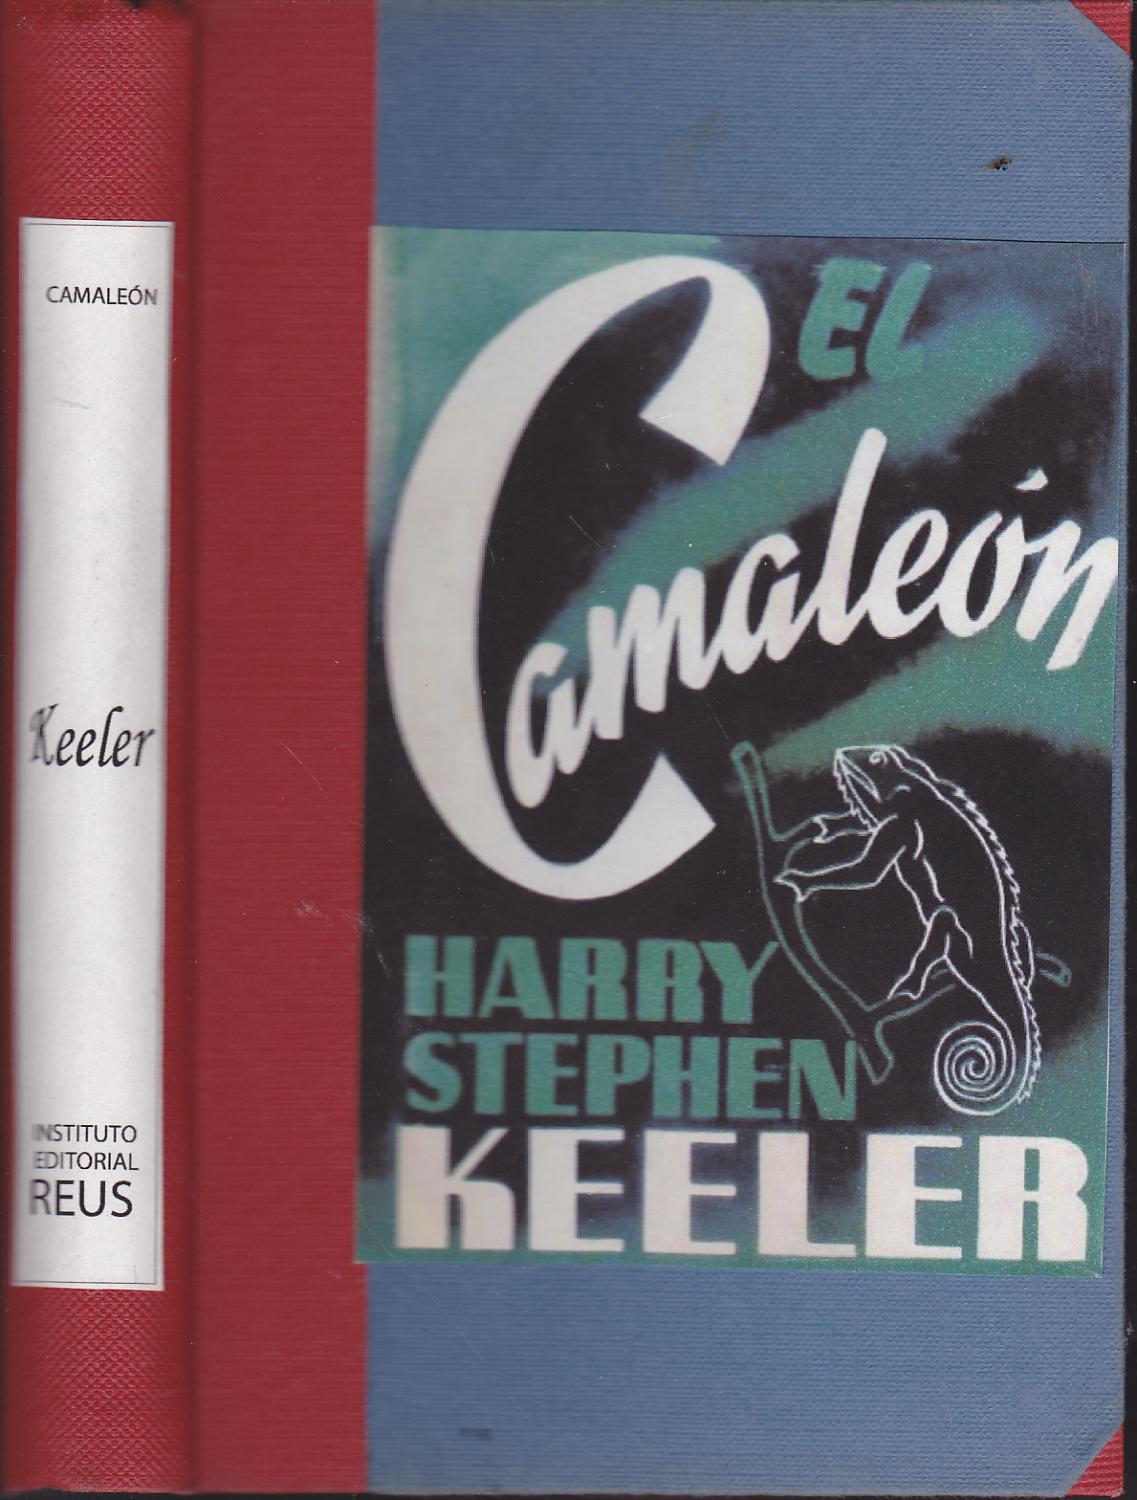 CAMALEÓN
Keeler
INSTITUTO
EDITORIAL
REUS
EL
Camaleón
HARRY
STEPHEN
KEELER